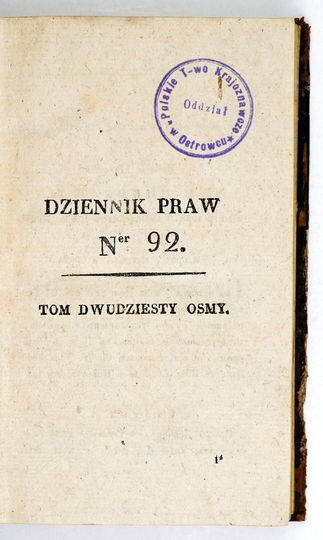 Polskie T-wo Krajoznawcze
Oddział
* w Ostrowcu *
DZIENNIK PRAW
Ner 92.
TOM DWUDZIESTY OSMY.
1*